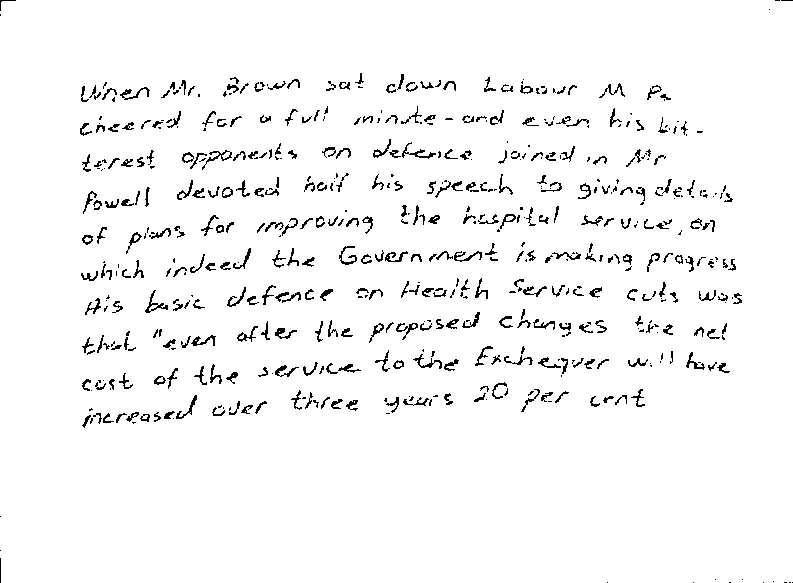 When Mr. Brown sat down Labour M Ps
cheered for a full minute - and even his bit-
terest opponents on defence joined in Mr
Powell devoted half his speech to giving details
of plans for improving the hospital service, on
which indeed the Government is making progress
His basic defence on Health Service cuts was
that "even after the proposed changes the net
cost of the service to the Exchequer will have
increased over three years 20 per cent